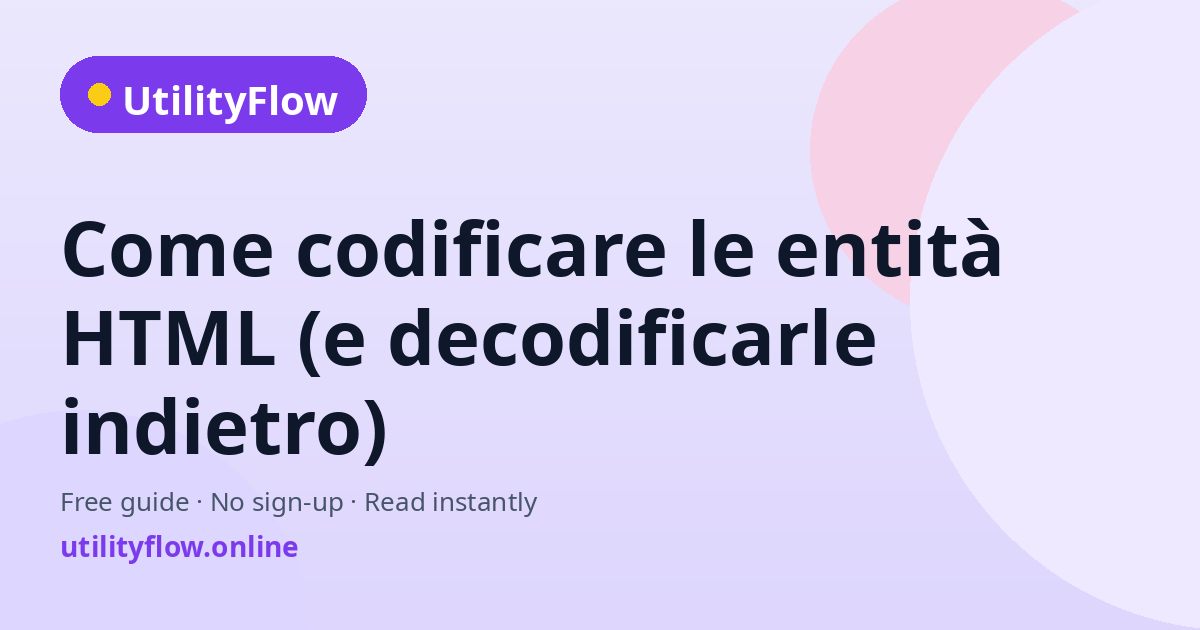 UtilityFlow
Come codificare le entità
HTML (e decodificarle
indietro)
Free guide · No sign-up · Read instantly
utilityflow.online